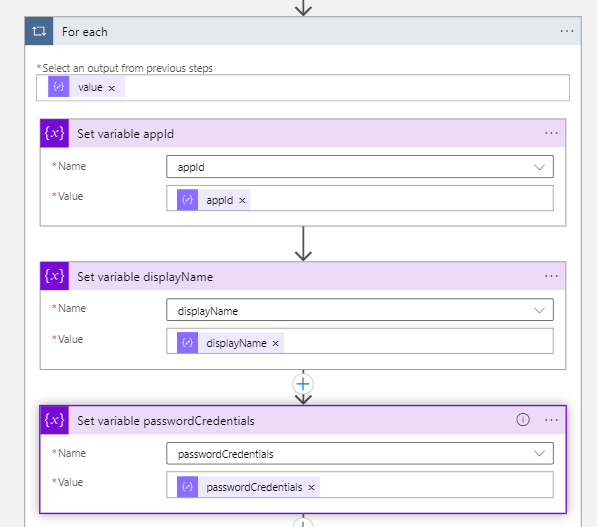 For each
*Select an output from previous steps
value ×
{x} Set variable appId
*Name appId
*Value appId ×
{x} Set variable displayName
*Name displayName
*Value displayName ×
{x} Set variable passwordCredentials
*Name passwordCredentials
*Value passwordCredentials ×